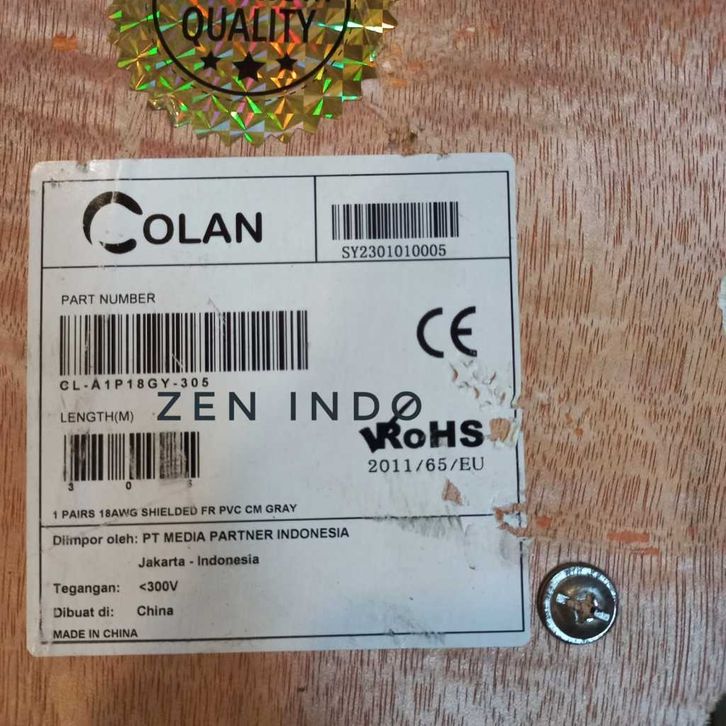 QUALITY
COLAN
SY2301010005
PART NUMBER
CL-A1P18GY-305
LENGTH(M)
ZEN INDO
RoHS
3 0
2011/65/EU
1 PAIRS 18AWG SHIELDED FR PVC CM GRAY
Diimpor oleh: PT MEDIA PARTNER INDONESIA
Jakarta - Indonesia
Tegangan: <300V
Dibuat di: China
MADE IN CHINA
CE